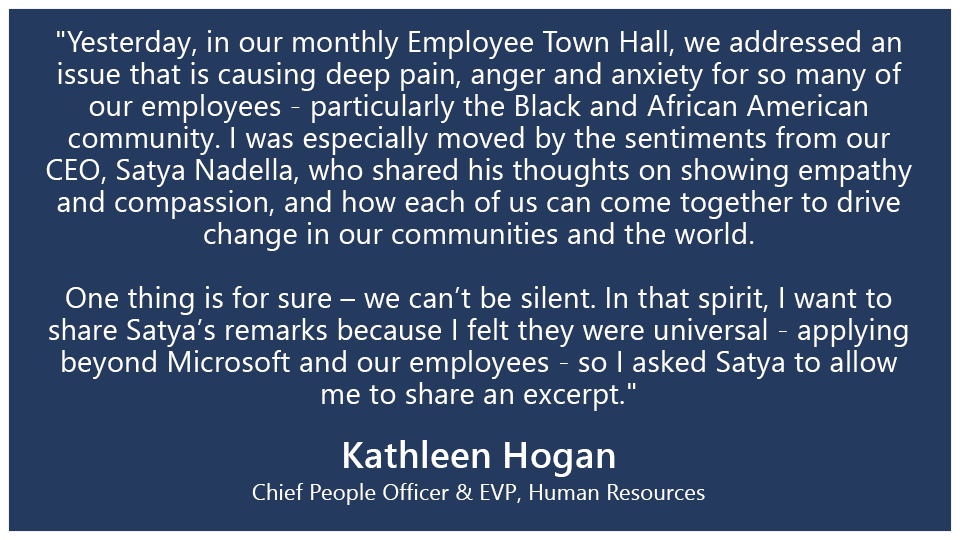 "Yesterday, in our monthly Employee Town Hall, we addressed an
issue that is causing deep pain, anger and anxiety for so many of
our employees - particularly the Black and African American
community. I was especially moved by the sentiments from our
CEO, Satya Nadella, who shared his thoughts on showing empathy
and compassion, and how each of us can come together to drive
change in our communities and the world.
One thing is for sure – we can’t be silent. In that spirit, I want to
share Satya’s remarks because I felt they were universal - applying
beyond Microsoft and our employees - so I asked Satya to allow
me to share an excerpt."
Kathleen Hogan
Chief People Officer & EVP, Human Resources